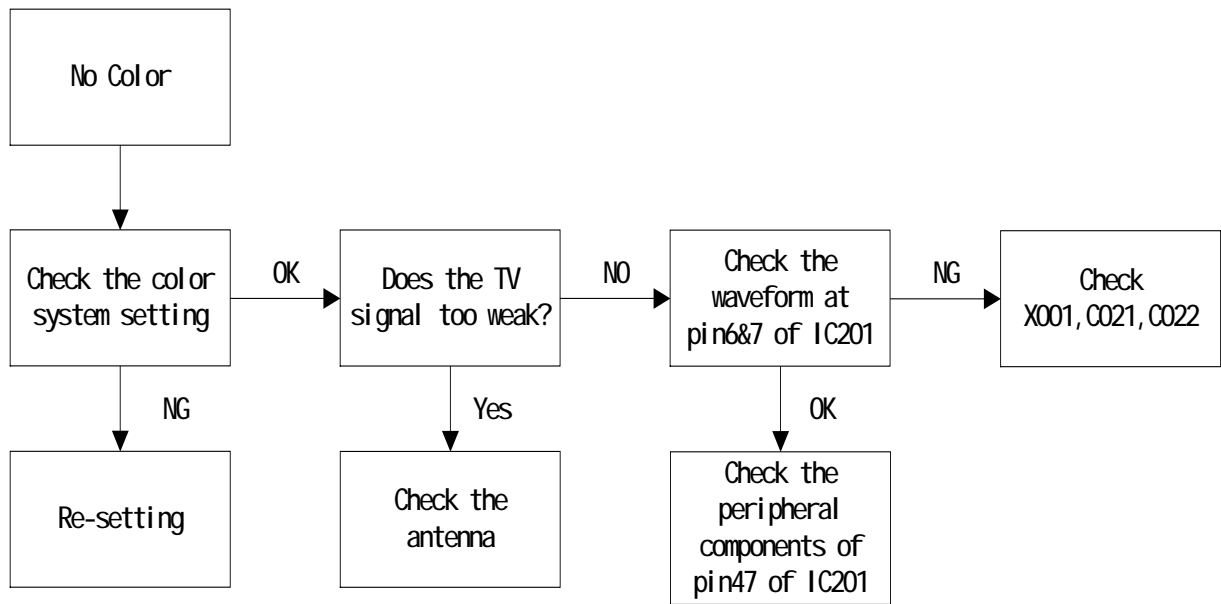 No Color
Check the color
system setting
OK
Does the TV
signal too weak?
NO
Check the
waveform at
pin6&7 of IC201
NG
Check
X001,C021,C022
NG
Yes
OK
Re-setting
Check the
antenna
Check the
peripheral
components of
pin47 of IC201